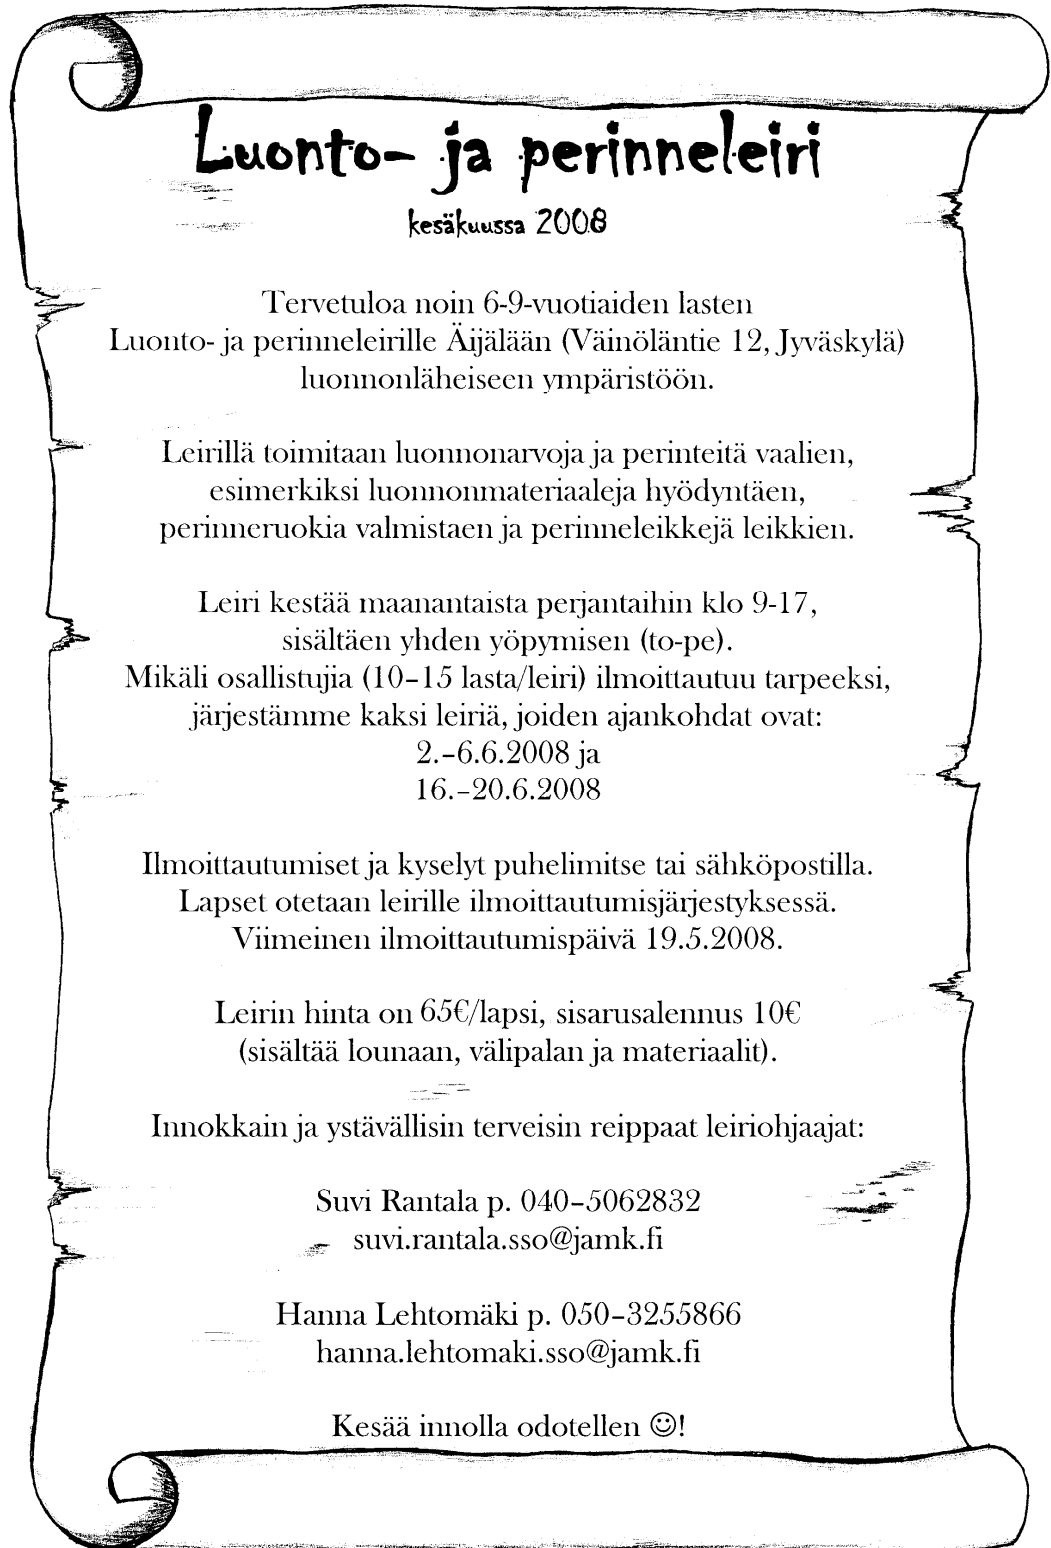 Luonto- ja perinneleiri
kesäkuussa 2008
Tervetuloa noin 6-9-vuotiaiden lasten
Luonto- ja perinneleirille Äijälään (Väinöläntie 12, Jyväskylä)
luonnonläheiseen ympäristöön.
Leirillä toimitaan luonnonarvoja ja perinteitä vaalien,
esimerkiksi luonnonmateriaaleja hyödyntäen,
perinneruokia valmistaen ja perinneleikkejä leikkien.
Leiri kestää maanantaista perjantaihin klo 9-17,
sisältäen yhden yöpymisen (to-pe).
Mikäli osallistujia (10–15 lasta/leiri) ilmoittautuu tarpeeksi,
järjestämme kaksi leiriä, joiden ajankohdat ovat:
2.–6.6.2008 ja
16.–20.6.2008
Ilmoittautumiset ja kyselyt puhelimitse tai sähköpostilla.
Lapset otetaan leirille ilmoittautumisjärjestyksessä.
Viimeinen ilmoittautumispäivä 19.5.2008.
Leirin hinta on 65€/lapsi, sisarusalennus 10€
(sisältää lounaan, välipalan ja materiaalit).
Innokkain ja ystävällisin terveisin reippaat leiriohjaajat:
Suvi Rantala p. 040–5062832
suvi.rantala.sso@jamk.fi
Hanna Lehtomäki p. 050–3255866
hanna.lehtomaki.sso@jamk.fi
Kesää innolla odotellen ☺!